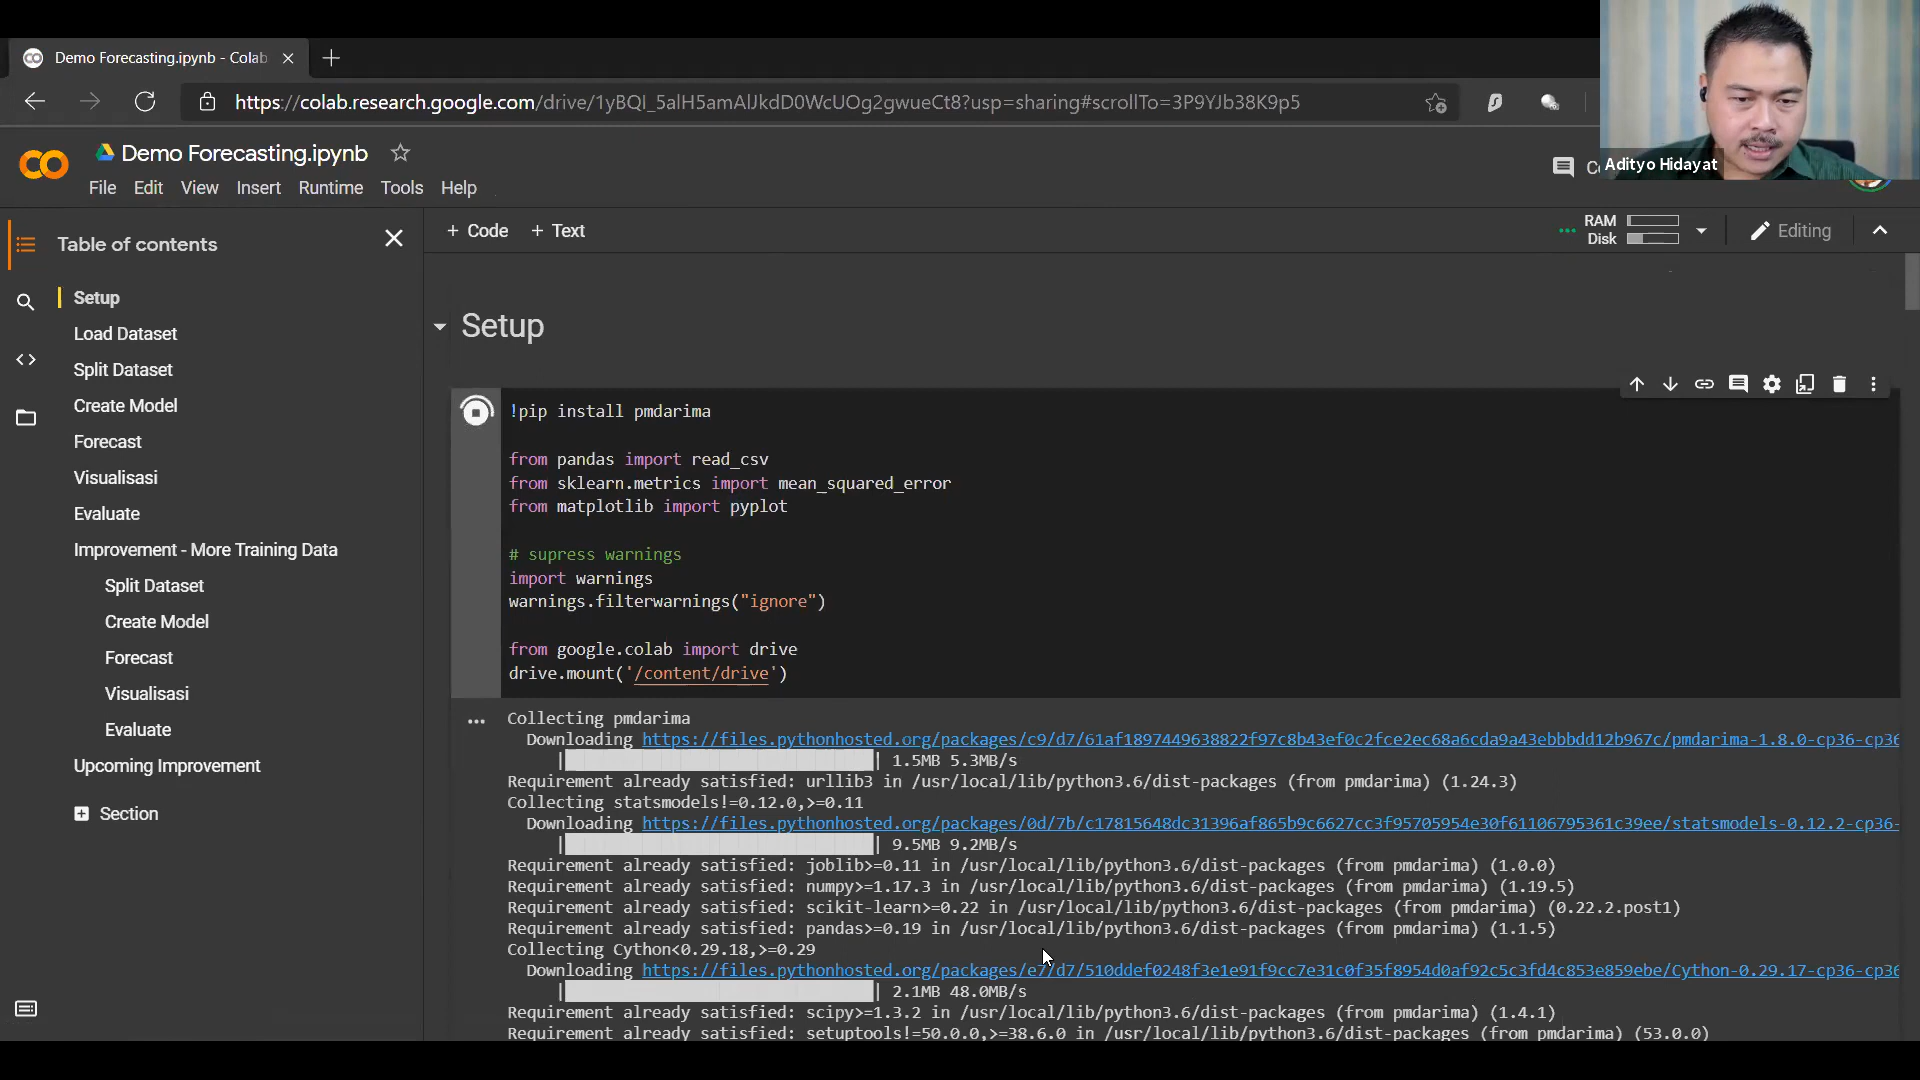 Demo Forecasting.ipynb - Colab
https://colab.research.google.com/drive/1yBQI_5alH5amAlJkdD0WcUOg2gwueCt8?usp=sharing#scrollTo=3P9YJb38K9p5
Adityo Hidayat
CO
Demo Forecasting.ipynb
File Edit View Insert Runtime Tools Help
Table of contents
+ Code + Text
RAM
Disk
Editing
Setup
Load Dataset
Split Dataset
Create Model
Forecast
Visualisasi
Evaluate
Improvement - More Training Data
Split Dataset
Create Model
Forecast
Visualisasi
Evaluate
Upcoming Improvement
Section
Setup
!pip install pmdarima
from pandas import read_csv
from sklearn.metrics import mean_squared_error
from matplotlib import pyplot
# supress warnings
import warnings
warnings.filterwarnings("ignore")
from google.colab import drive
drive.mount('/content/drive')
Collecting pmdarima
Downloading https://files.pythonhosted.org/packages/c9/d7/61af1897449638822f97c8b43ef0c2fce2ec68a6cda9a43ebbbdd12b967c/pmdarima-1.8.0-cp36-cp36
| | 1.5MB 5.3MB/s
Requirement already satisfied: urllib3 in /usr/local/lib/python3.6/dist-packages (from pmdarima) (1.24.3)
Collecting statsmodels!=0.12.0,>=0.11
Downloading https://files.pythonhosted.org/packages/0d/7b/c17815648dc31396af865b9c6627cc3f95705954e30f61106795361c39ee/statsmodels-0.12.2-cp36-
| | 9.5MB 9.2MB/s
Requirement already satisfied: joblib>=0.11 in /usr/local/lib/python3.6/dist-packages (from pmdarima) (1.0.0)
Requirement already satisfied: numpy>=1.17.3 in /usr/local/lib/python3.6/dist-packages (from pmdarima) (1.19.5)
Requirement already satisfied: scikit-learn>=0.22 in /usr/local/lib/python3.6/dist-packages (from pmdarima) (0.22.2.post1)
Requirement already satisfied: pandas>=0.19 in /usr/local/lib/python3.6/dist-packages (from pmdarima) (1.1.5)
Collecting Cython<0.29.18,>=0.29
Downloading https://files.pythonhosted.org/packages/e7/d7/510ddef0248f3e1e91f9cc7e31c0f35f8954d0af92c5c3fd4c853e859ebe/Cython-0.29.17-cp36-cp36
| | 2.1MB 48.0MB/s
Requirement already satisfied: scipy>=1.3.2 in /usr/local/lib/python3.6/dist-packages (from pmdarima) (1.4.1)
Requirement already satisfied: setuptools!=50.0.0,>=38.6.0 in /usr/local/lib/python3.6/dist-packages (from pmdarima) (53.0.0)